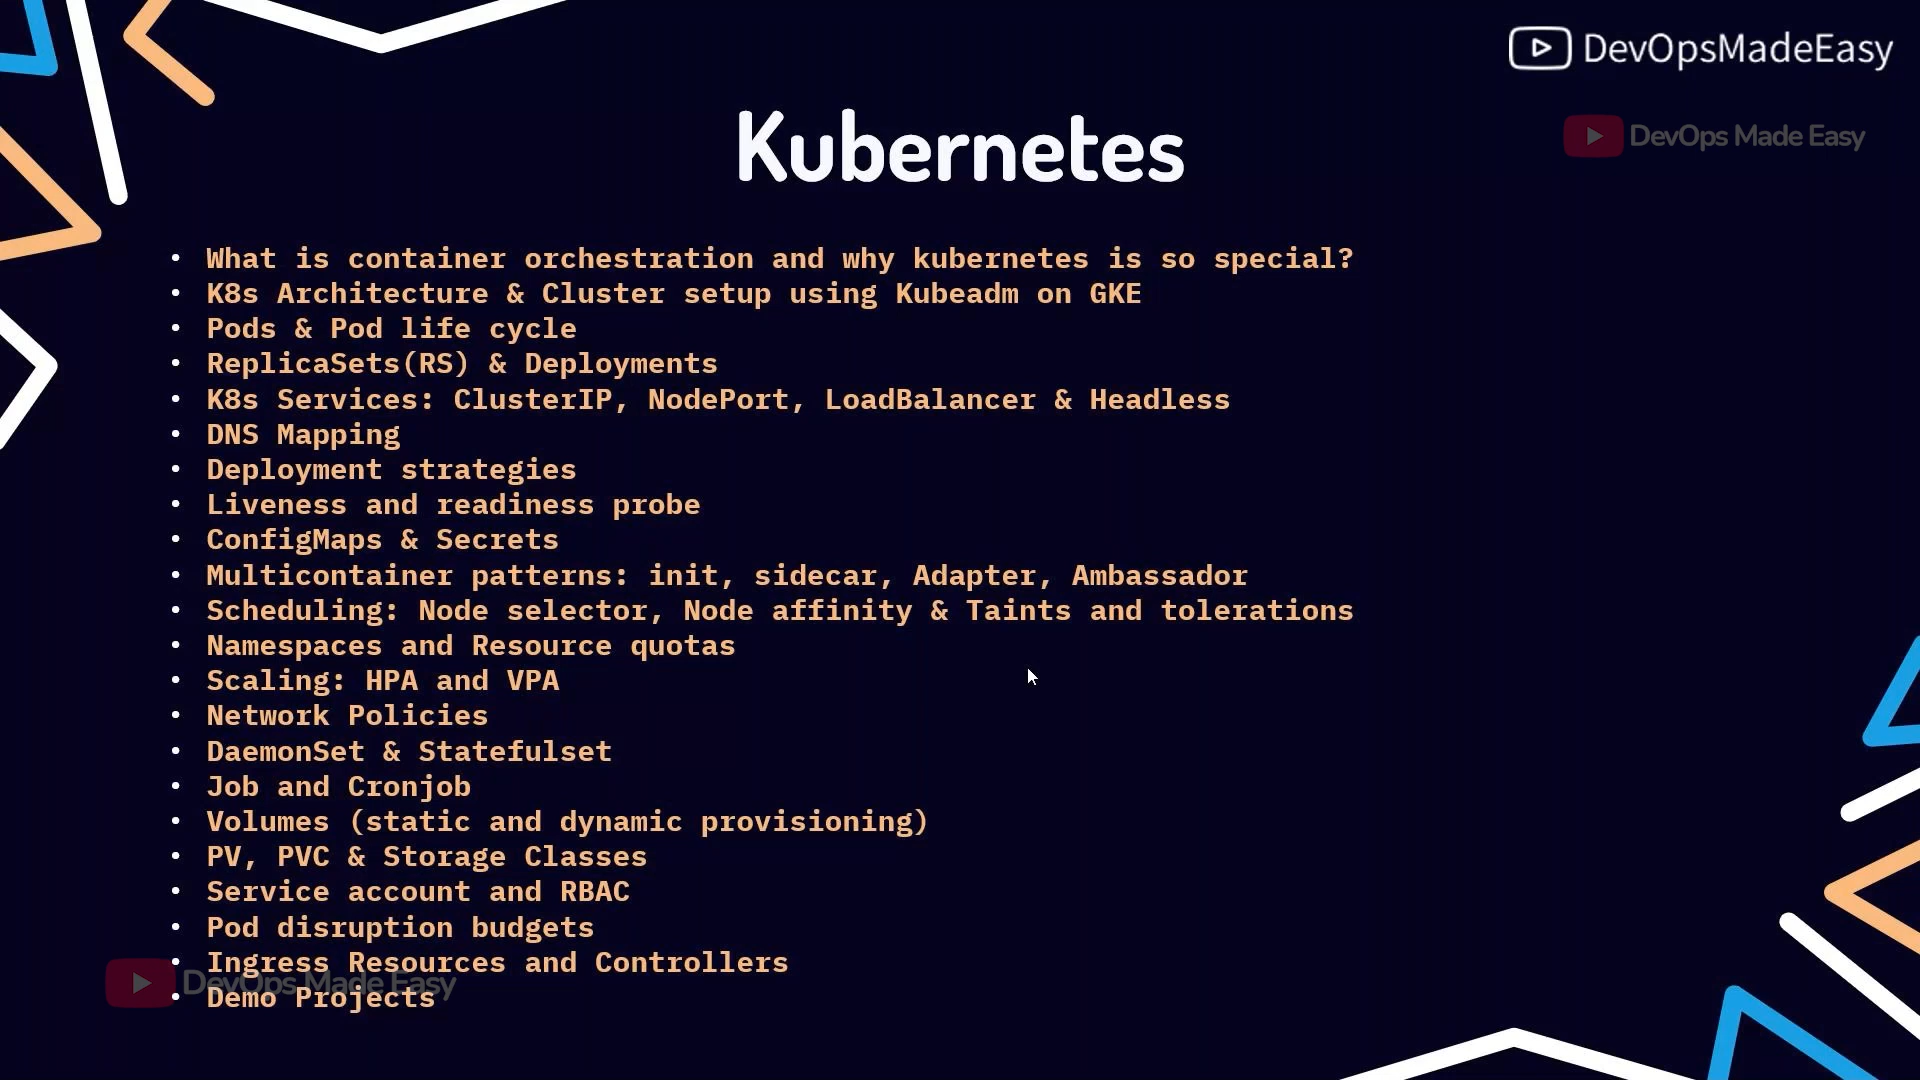 DevOpsMadeEasy
DevOps Made Easy
Kubernetes
• What is container orchestration and why kubernetes is so special?
• K8s Architecture & Cluster setup using Kubeadm on GKE
• Pods & Pod life cycle
• ReplicaSets(RS) & Deployments
• K8s Services: ClusterIP, NodePort, LoadBalancer & Headless
• DNS Mapping
• Deployment strategies
• Liveness and readiness probe
• ConfigMaps & Secrets
• Multicontainer patterns: init, sidecar, Adapter, Ambassador
• Scheduling: Node selector, Node affinity & Taints and tolerations
• Namespaces and Resource quotas
• Scaling: HPA and VPA
• Network Policies
• DaemonSet & Statefulset
• Job and Cronjob
• Volumes (static and dynamic provisioning)
• PV, PVC & Storage Classes
• Service account and RBAC
• Pod disruption budgets
• Ingress Resources and Controllers
DevOps Made Easy
• Demo Projects